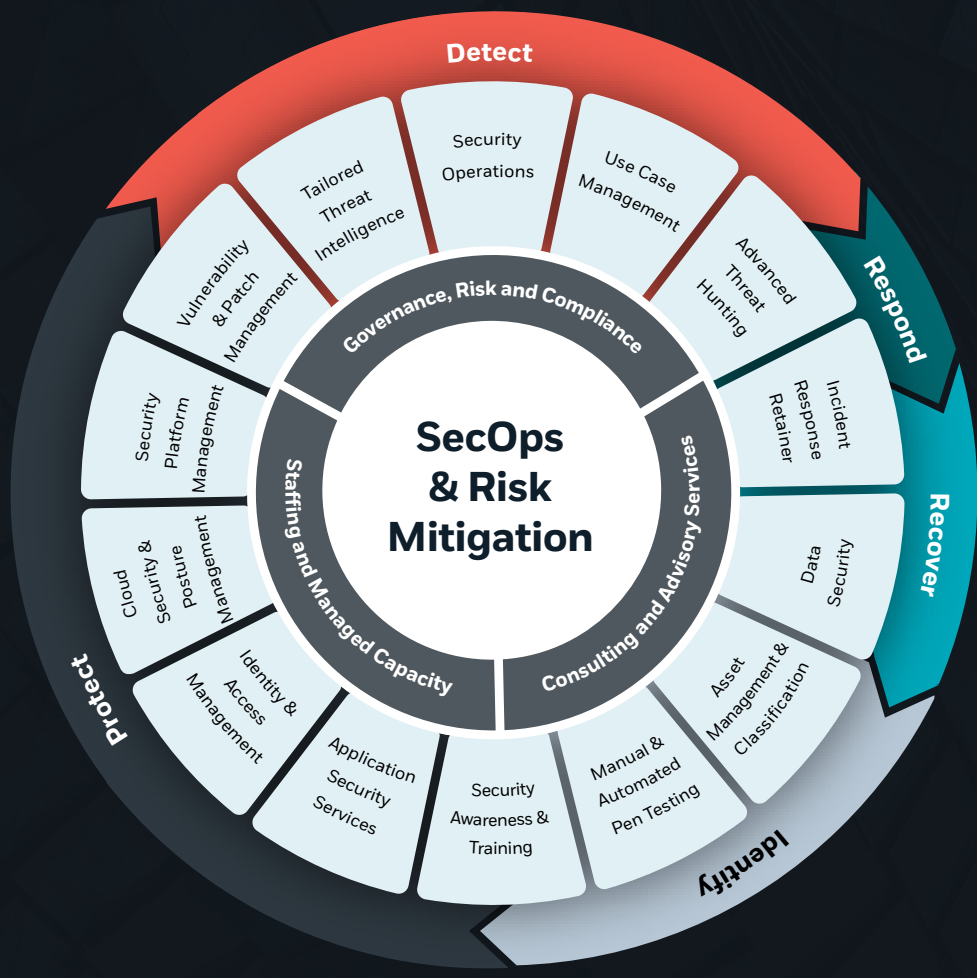 Detect
Security
Operations
Use Case
Management
Advanced
Threat
Hunting
Respond
Incident
Response
Retainer
Recover
Data
Security
Asset
Management &
Classification
Identify
Manual &
Automated
Pen Testing
Security
Awareness &
Training
Application
Security
Services
Identity &
Access
Management
Protect
Cloud
Security &
Posture
Management
Security
Platform
Management
Vulnerability
& Patch
Management
Tailored
Threat
Intelligence
Governance, Risk and Compliance
Consulting and Advisory Services
Staffing and Managed Capacity
SecOps
& Risk
Mitigation